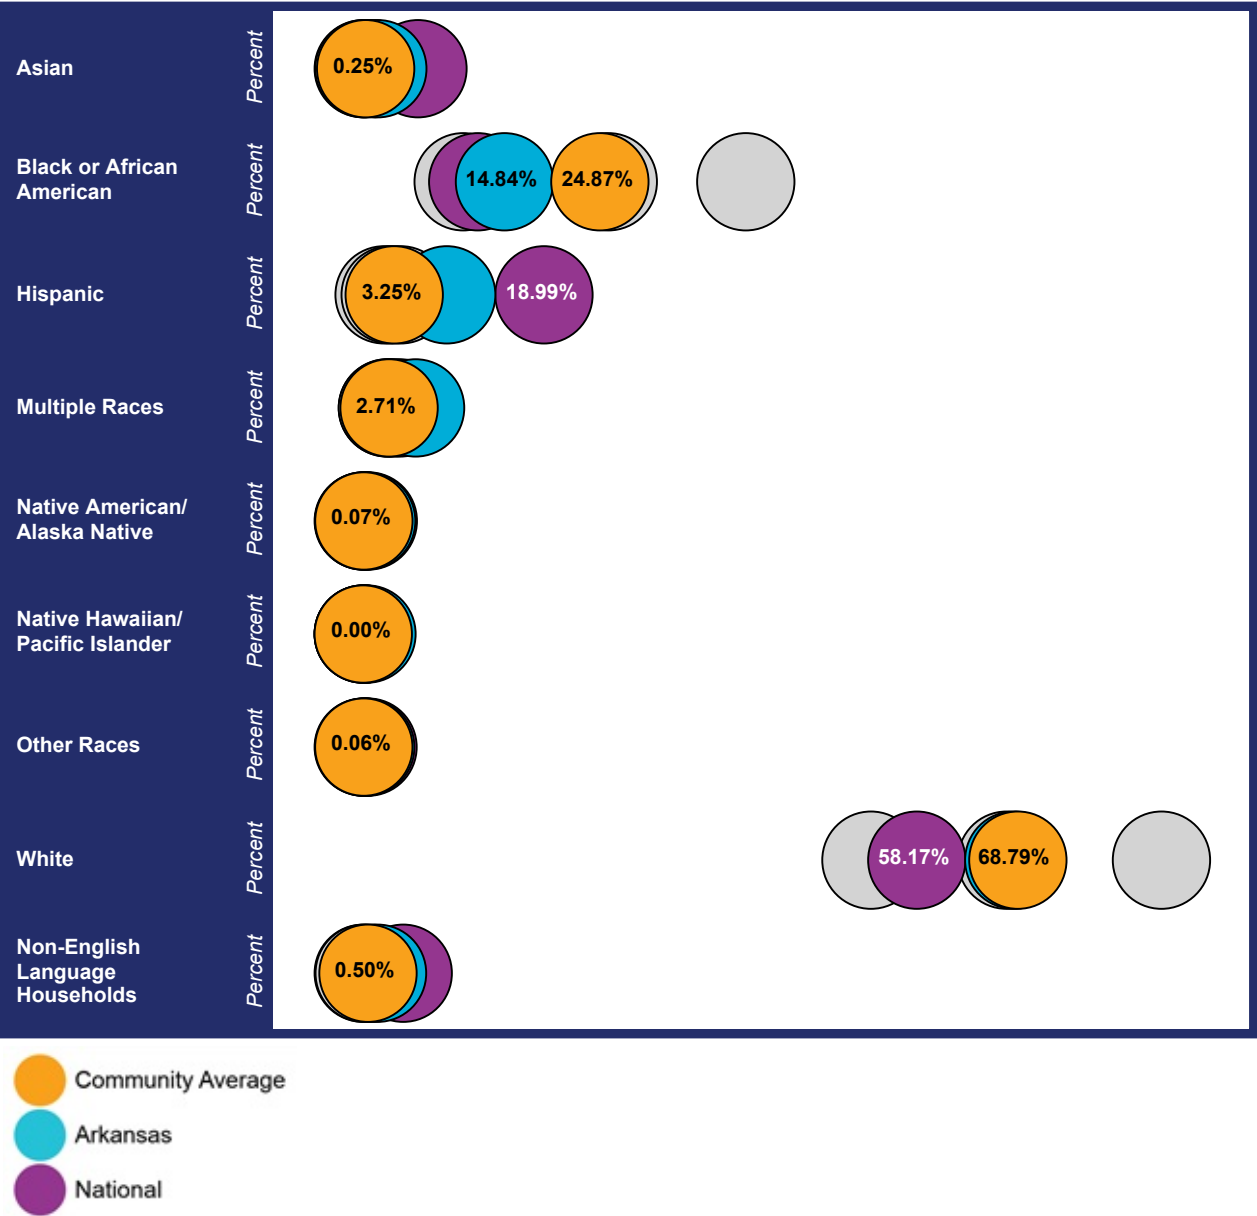 Asian
Percent
0.25%
Black or African
American
Percent
14.84%
24.87%
Hispanic
Percent
3.25%
18.99%
Multiple Races
Percent
2.71%
Native American/
Alaska Native
Percent
0.07%
Native Hawaiian/
Pacific Islander
Percent
0.00%
Other Races
Percent
0.06%
White
Percent
58.17%
68.79%
Non-English
Language
Households
Percent
0.50%
Community Average
Arkansas
National